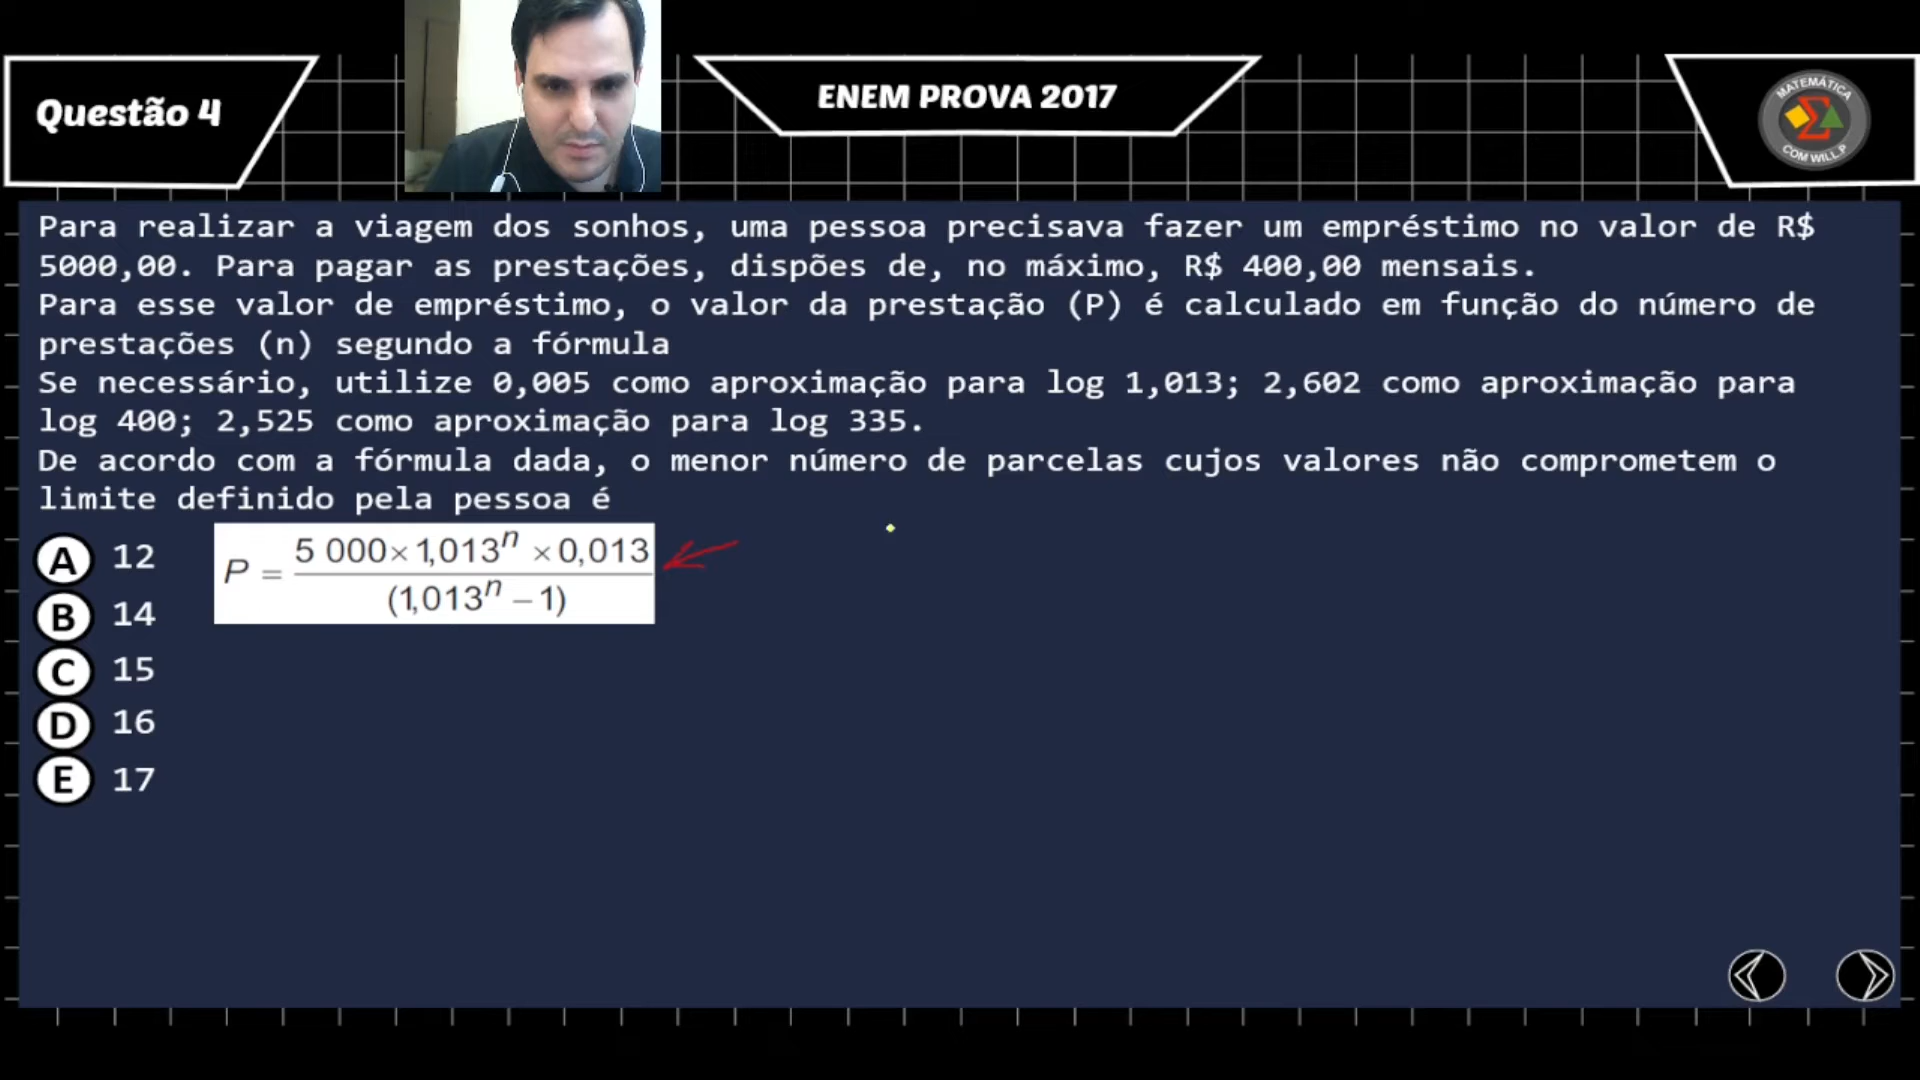 Questão 4
ENEM PROVA 2017
MATEMÁTICA
COM WILL.P
Para realizar a viagem dos sonhos, uma pessoa precisava fazer um empréstimo no valor de R$
5000,00. Para pagar as prestações, dispões de, no máximo, R$ 400,00 mensais.
Para esse valor de empréstimo, o valor da prestação (P) é calculado em função do número de
prestações (n) segundo a fórmula
Se necessário, utilize 0,005 como aproximação para log 1,013; 2,602 como aproximação para
log 400; 2,525 como aproximação para log 335.
De acordo com a fórmula dada, o menor número de parcelas cujos valores não comprometem o
limite definido pela pessoa é
A 12
B 14
C 15
D 16
E 17
P = 5 000×1,013ⁿ ×0,013
(1,013ⁿ – 1)